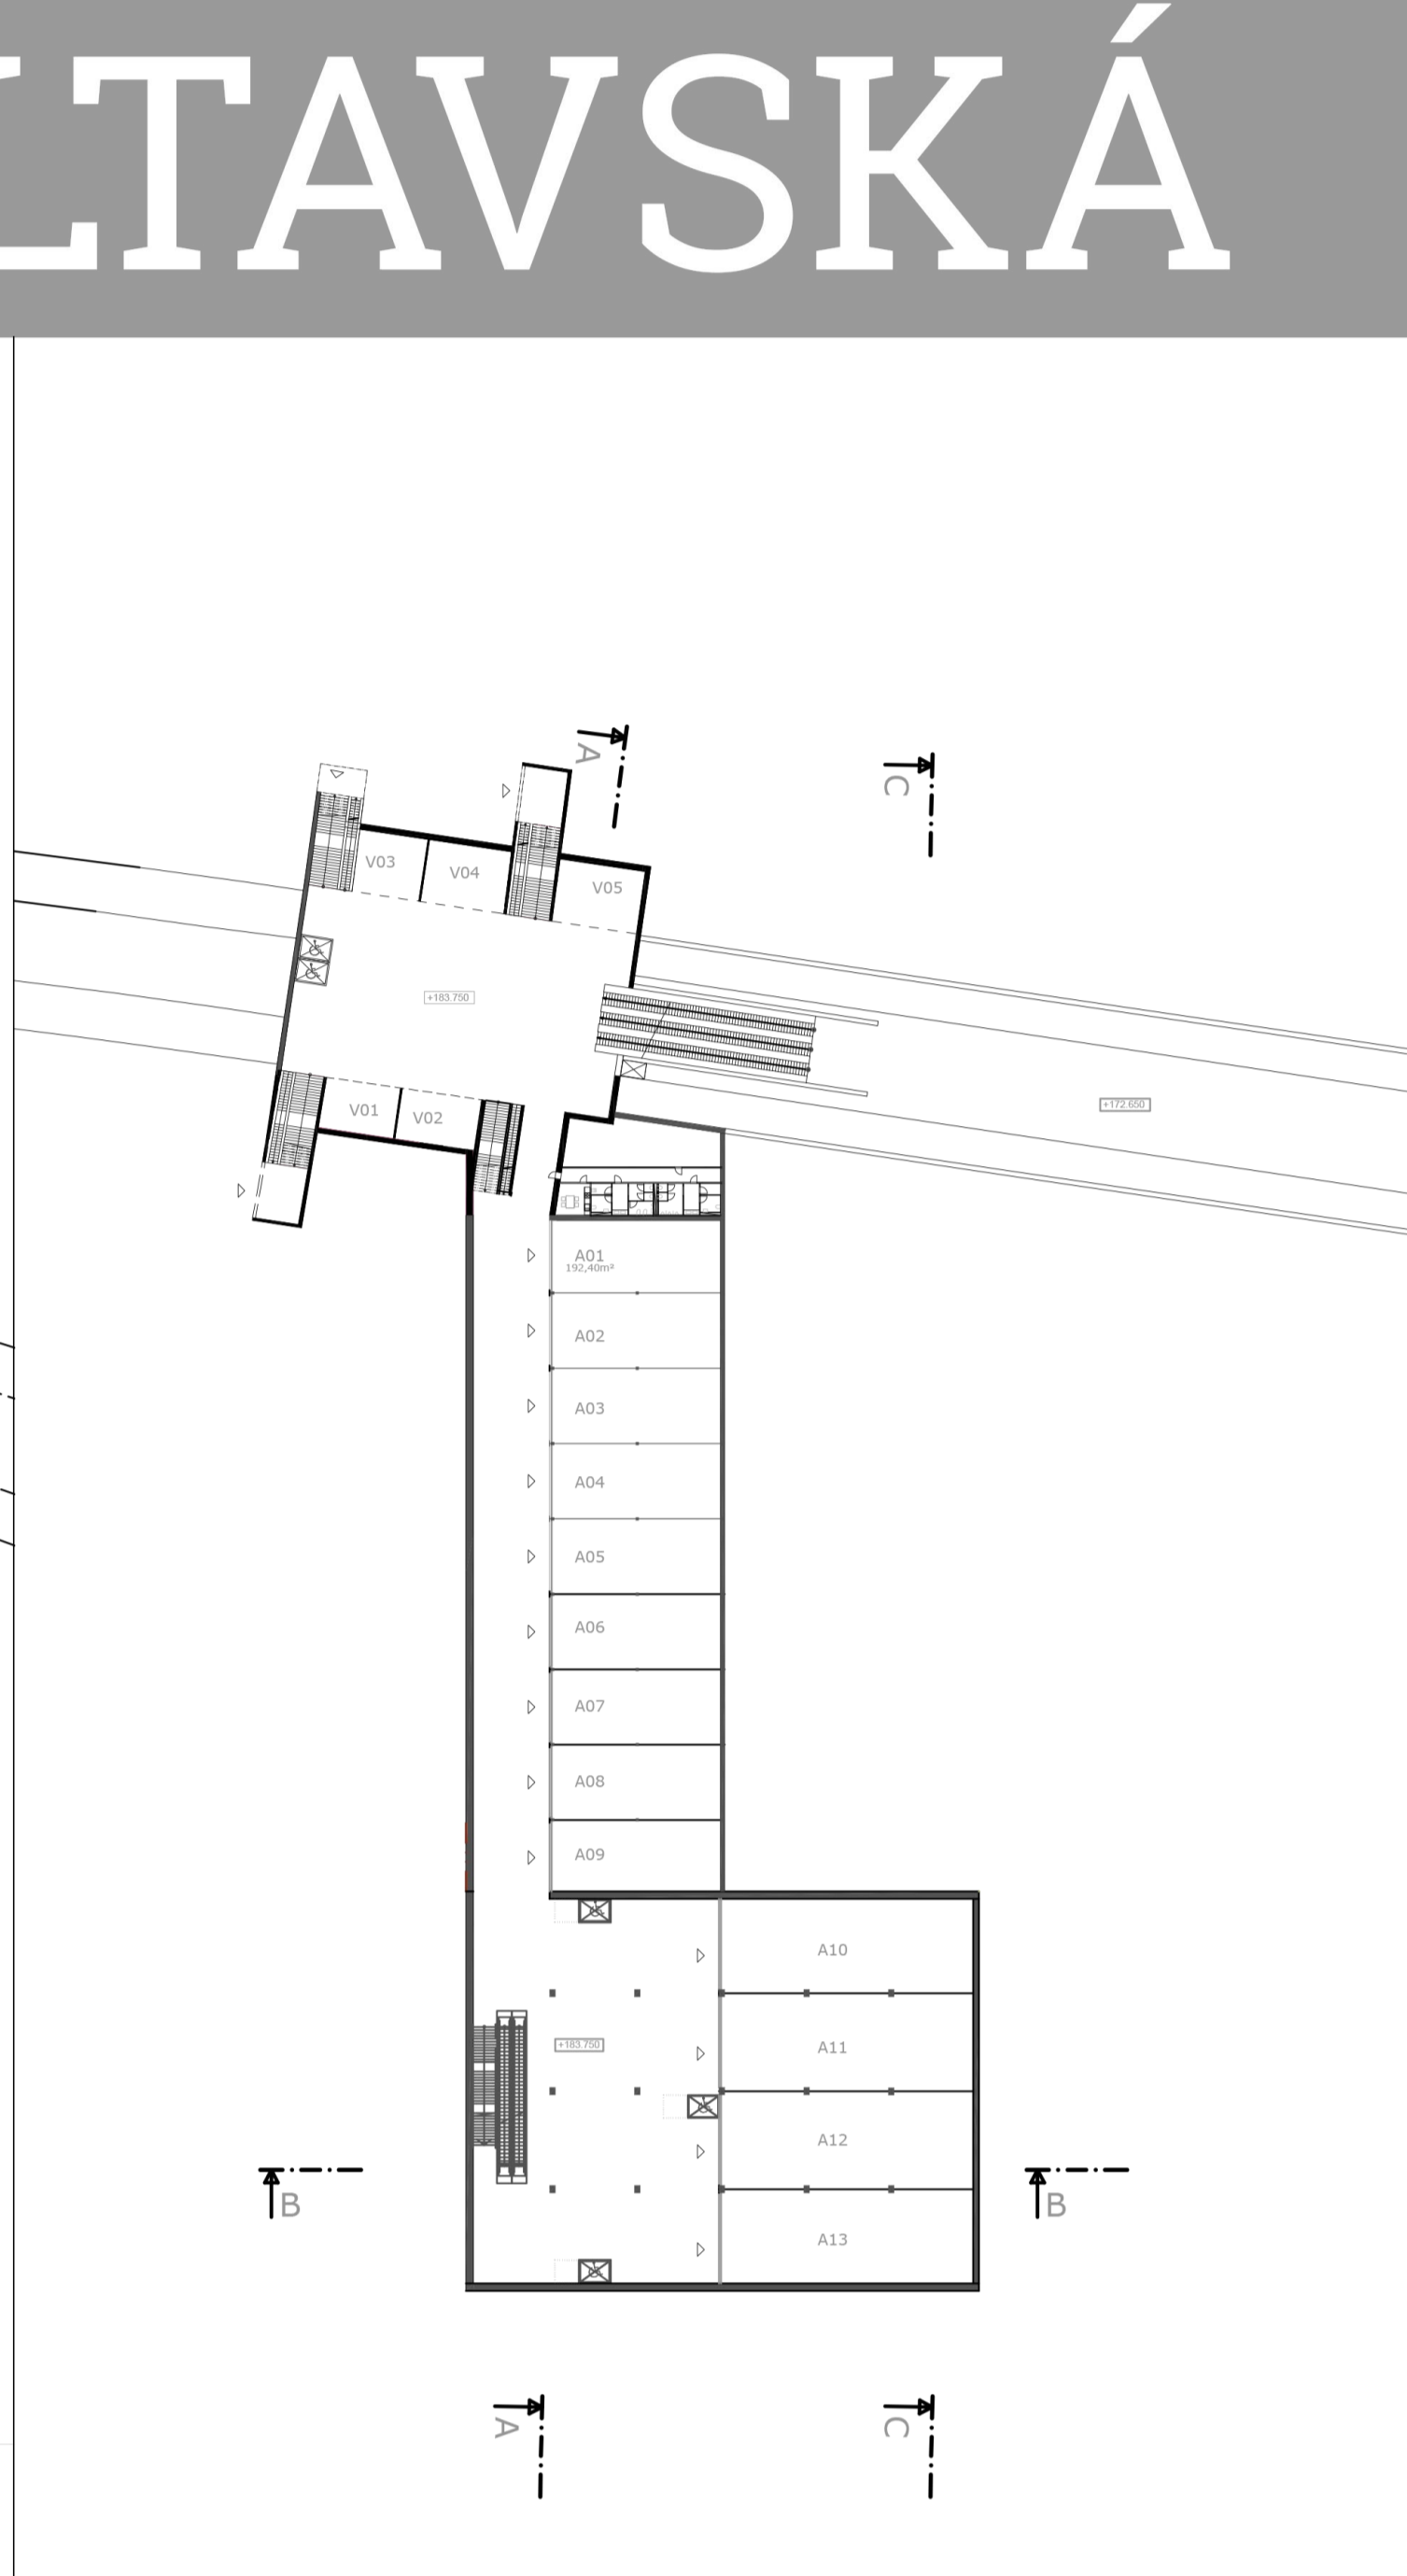 LTAVSKÁ
A
C
V03
V04
V05
+183.750
V01
V02
+172.650
A01
192,40m²
A02
A03
A04
A05
A06
A07
A08
A09
A10
A11
+183.750
A12
B
B
A13
A
C